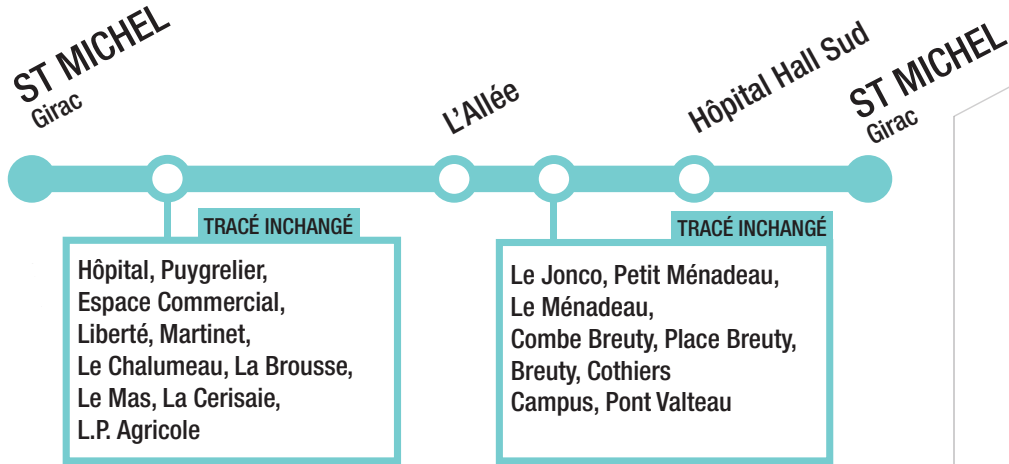 ST MICHEL
Girac
L'Allée
Hôpital Hall Sud
ST MICHEL
Girac
TRACÉ INCHANGÉ
Hôpital, Puygrelier,
Espace Commercial,
Liberté, Martinet,
Le Chalumeau, La Brousse,
Le Mas, La Cerisaie,
L.P. Agricole
TRACÉ INCHANGÉ
Le Jonco, Petit Ménadeau,
Le Ménadeau,
Combe Breuty, Place Breuty,
Breuty, Cothiers
Campus, Pont Valteau